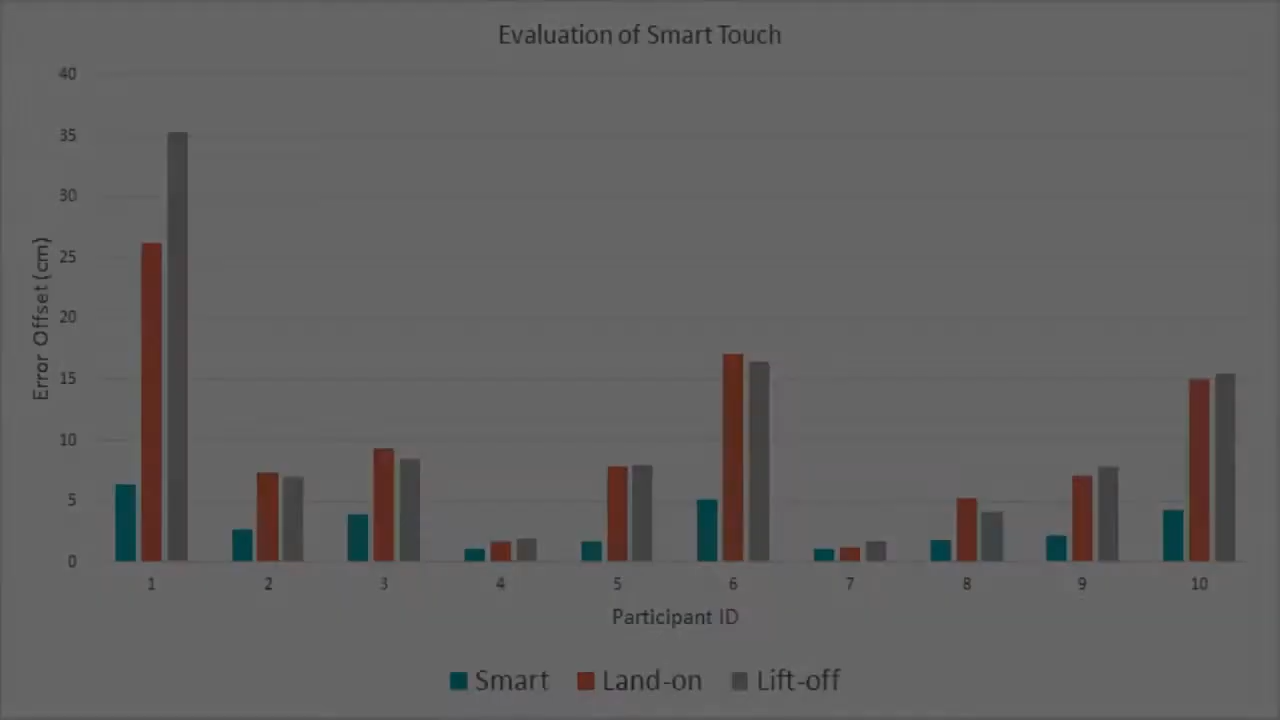 Evaluation of Smart Touch
40
35
30
25
20
15
10
5
0
Error Offset (cm)
1 2 3 4 5 6 7 8 9 10
Participant ID
Smart Land-on Lift-off